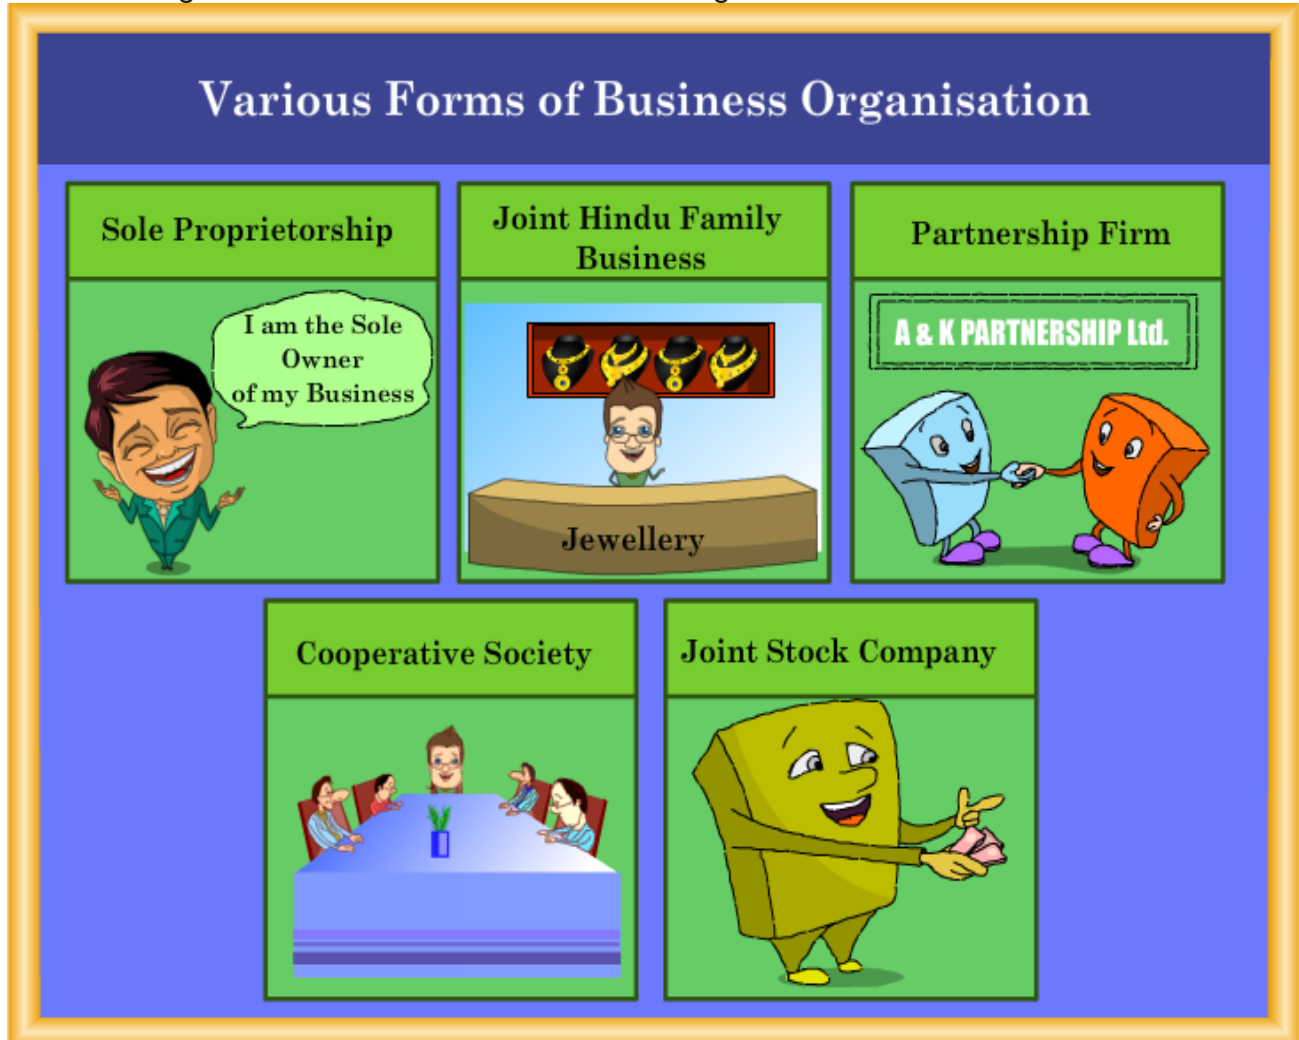 Various Forms of Business Organisation
Sole Proprietorship
I am the Sole
Owner
of my Business
Joint Hindu Family
Business
Jewellery
Partnership Firm
A & K PARTNERSHIP Ltd.
Cooperative Society
Joint Stock Company